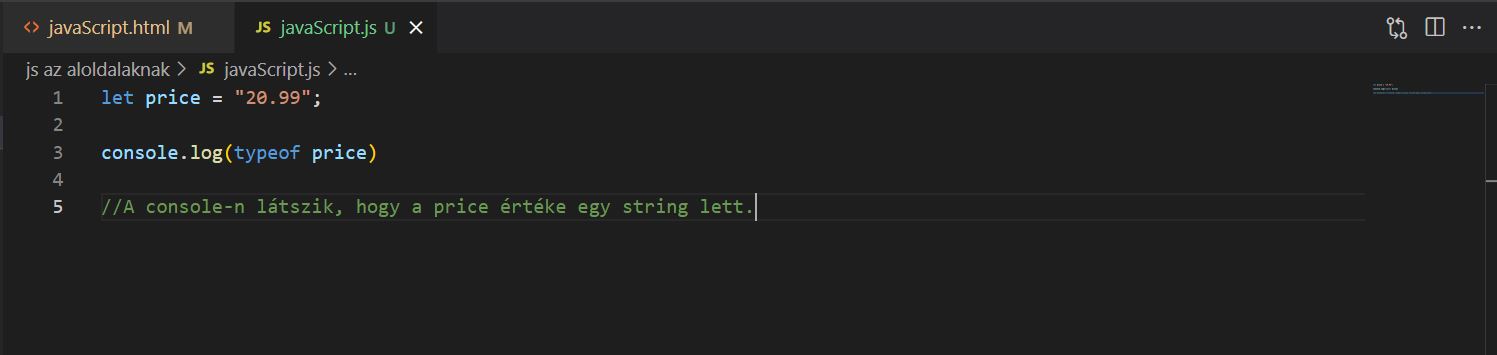 <> javaScript.html M JS javaScript.js U
js az aloldalaknak > JS javaScript.js > ...
1 let price = "20.99";
2
3 console.log(typeof price)
4
5 //A console-n látszik, hogy a price értéke egy string lett.